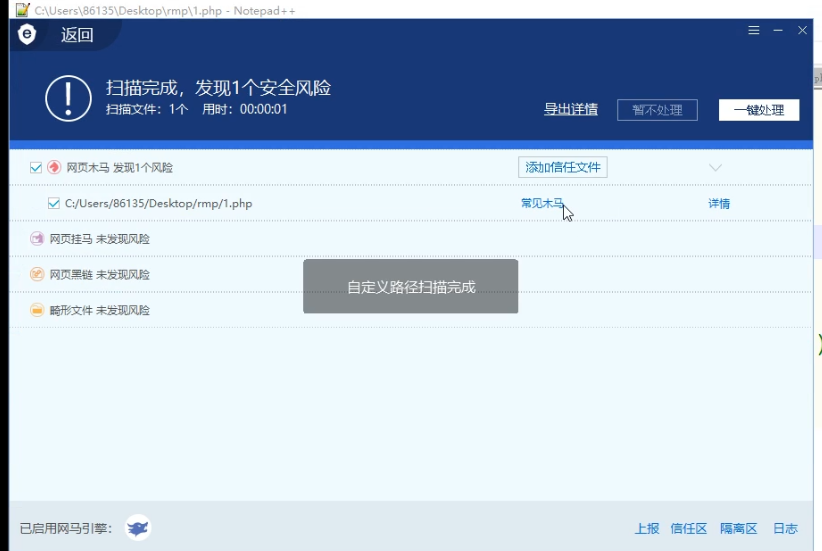 C:\Users\86135\Desktop\rmp\1.php - Notepad++
返回
扫描完成，发现1个安全风险
扫描文件：1个 用时：00:00:01
导出详情 暂不处理 一键处理
网页木马 发现1个风险 添加信任文件
C:/Users/86135/Desktop/rmp/1.php 常见木马 详情
网页挂马 未发现风险
网页黑链 未发现风险
自定义路径扫描完成
畸形文件 未发现风险
已启用网马引擎： 上报 信任区 隔离区 日志